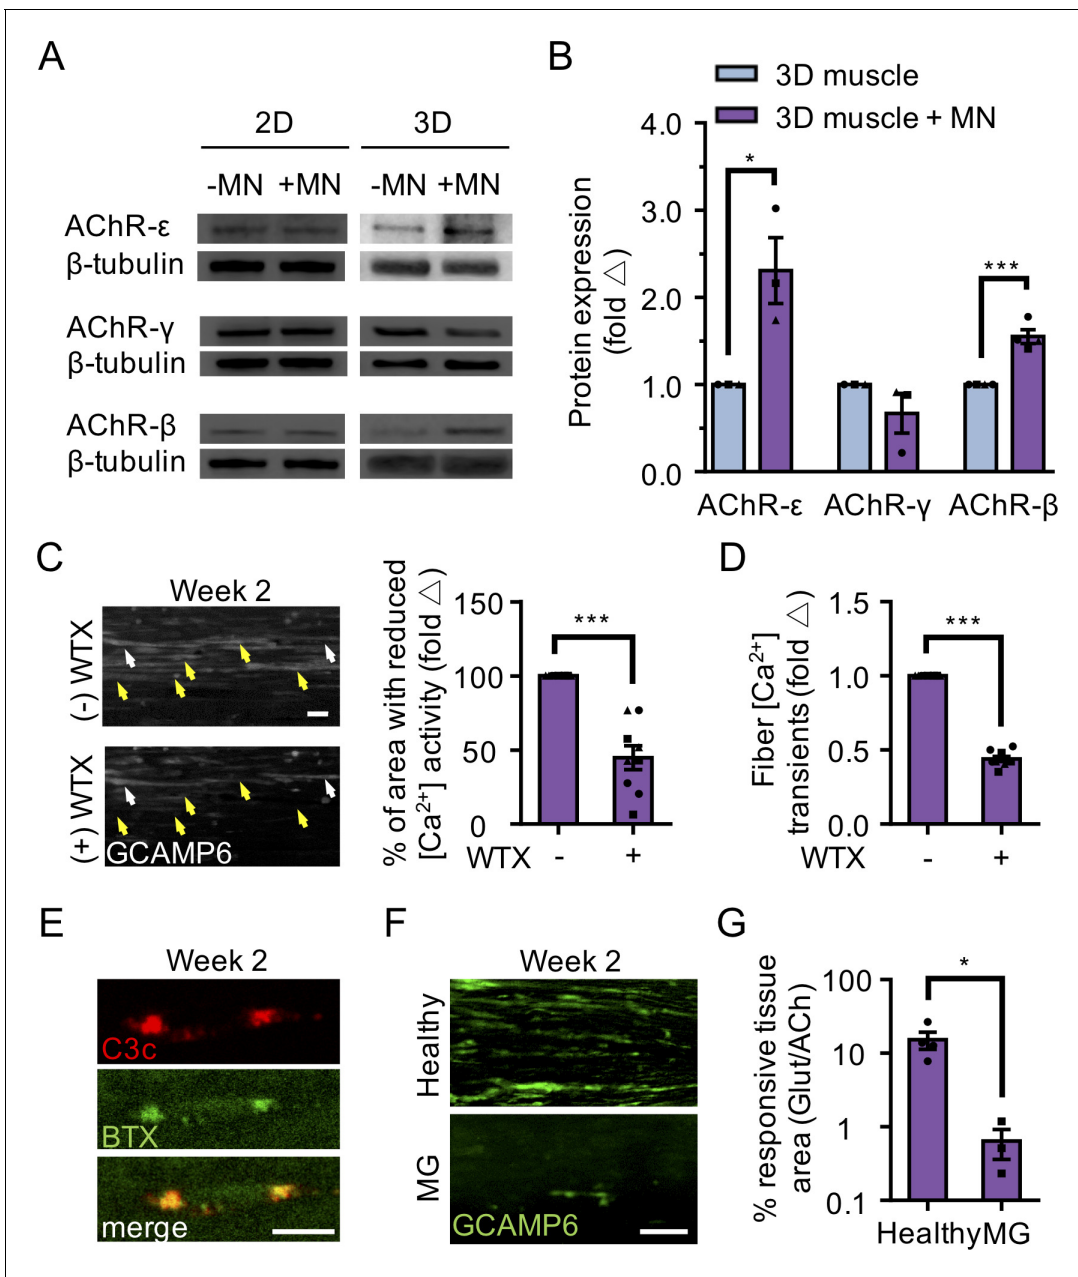 A
2D 3D
-MN +MN -MN +MN
AChR-ε
β-tubulin
AChR-γ
β-tubulin
AChR-β
β-tubulin
B
3D muscle
3D muscle + MN
Protein expression
(fold △)
4.0
3.0
2.0
1.0
0.0
*
***
AChR-ε AChR-γ AChR-β
C
Week 2
(-) WTX
(+) WTX
GCAMP6
% of area with reduced
[Ca²⁺] activity (fold △)
150
100
50
0
***
WTX - +
D
Fiber [Ca²⁺]
transients (fold △)
1.5
1.0
0.5
0.0
***
WTX - +
E
Week 2
C3c
BTX
merge
F
Week 2
Healthy
MG
GCAMP6
G
% responsive tissue
area (Glut/ACh)
100
10
1
0.1
*
Healthy MG